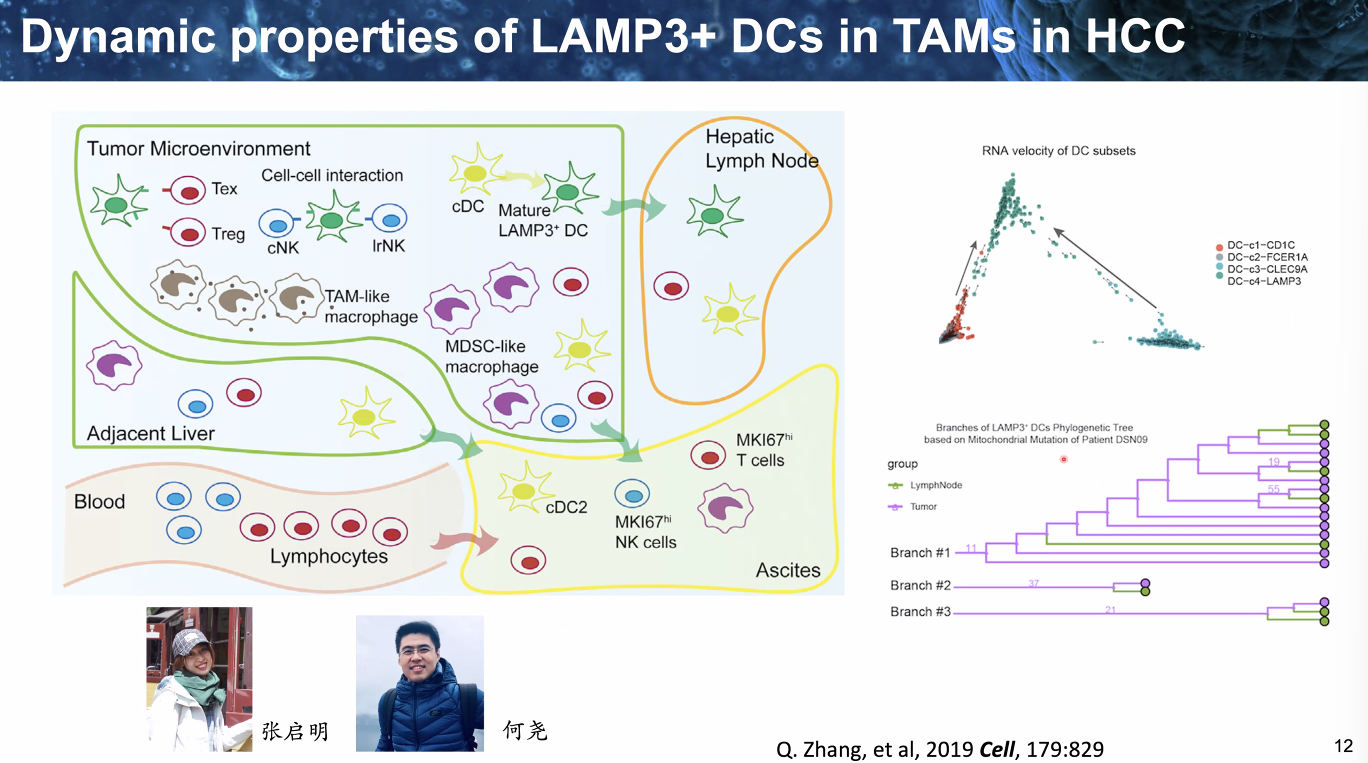 Dynamic properties of LAMP3+ DCs in TAMs in HCC
Tumor Microenvironment
Tex
Treg
Cell-cell interaction
cNK
lrNK
cDC
Mature
LAMP3⁺ DC
TAM-like
macrophage
MDSC-like
macrophage
Hepatic
Lymph Node
Adjacent Liver
Blood
Lymphocytes
cDC2
MKI67ʰⁱ
T cells
MKI67ʰⁱ
NK cells
Ascites
RNA velocity of DC subsets
DC-c1-CD1C
DC-c2-FCER1A
DC-c3-CLEC9A
DC-c4-LAMP3
Branches of LAMP3⁺ DCs Phylogenetic Tree
based on Mitochondrial Mutation of Patient DSN09
group
LymphNode
Tumor
19
55
Branch #1
11
Branch #2
37
Branch #3
21
张启明
何尧
Q. Zhang, et al, 2019 Cell, 179:829
12